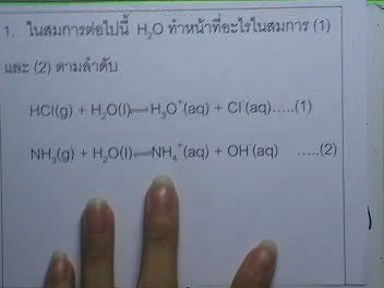 1. ในสมการต่อไปนี้ H₂O ทำหน้าที่อะไรในสมการ (1)
และ (2) ตามลำดับ
HCl(g) + H₂O(l)⇌H₃O⁺(aq) + Cl⁻(aq).....(1)
NH₃(g) + H₂O(l)⇌NH₄⁺(aq) + OH⁻(aq) .....(2)